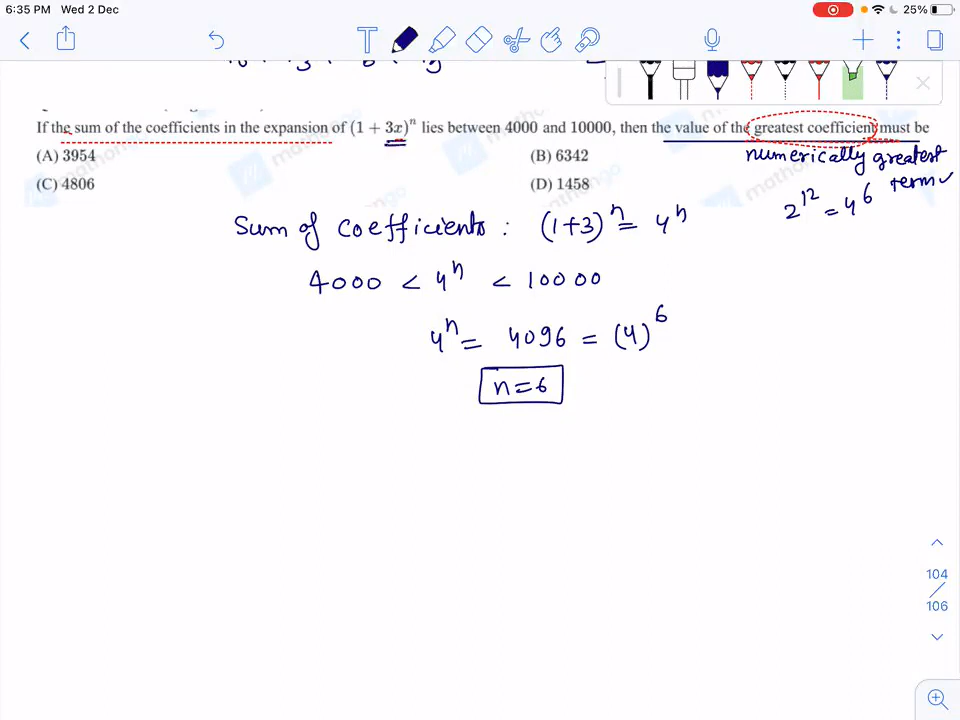 6:35 PM Wed 2 Dec
25%
If the sum of the coefficients in the expansion of (1 + 3x)^n lies between 4000 and 10000, then the value of the greatest coefficient must be
(A) 3954
(B) 6342
(C) 4806
(D) 1458
numerically greatest
term
2^12 = 4^6
Sum of Coefficients : (1+3)^n = 4^n
4000 < 4^n < 10000
4^n = 4096 = (4)^6
n=6
104
106
mathongo